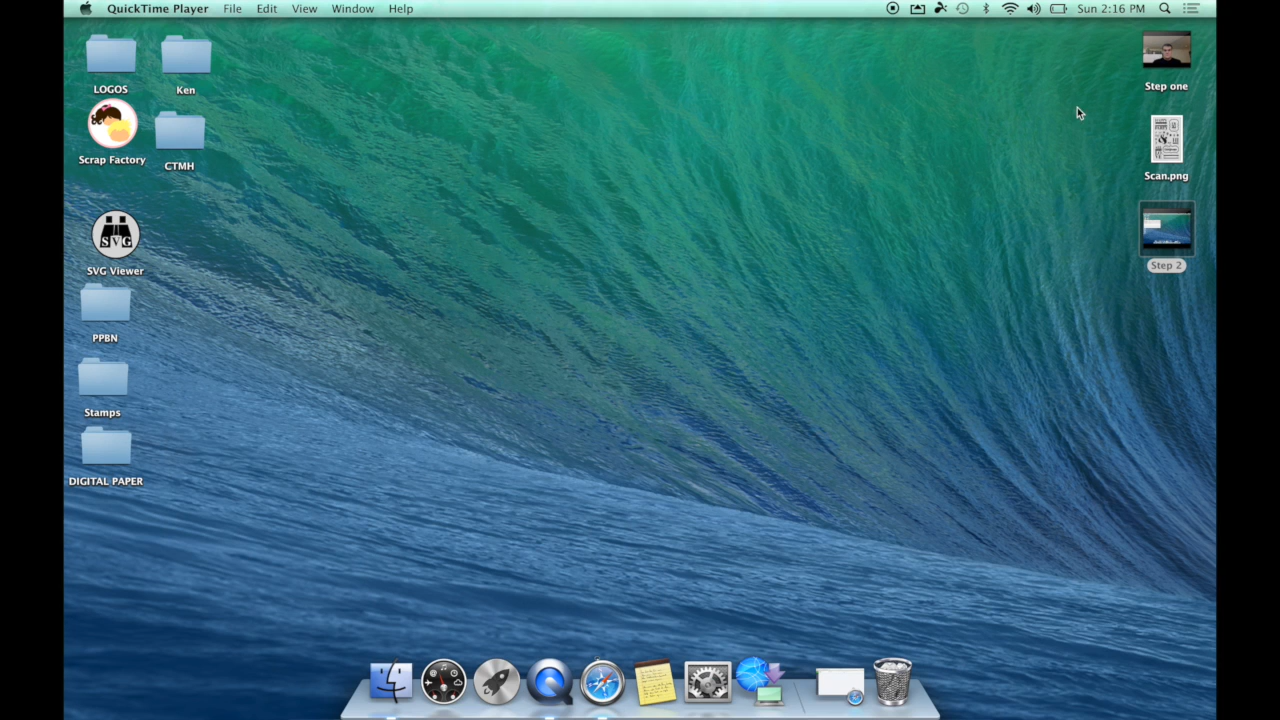 QuickTime Player File Edit View Window Help Sun 2:16 PM
LOGOS
Ken
Step one
Scrap Factory
CTMH
Scan.png
SVG
SVG Viewer
Step 2
PPBN
Stamps
DIGITAL PAPER